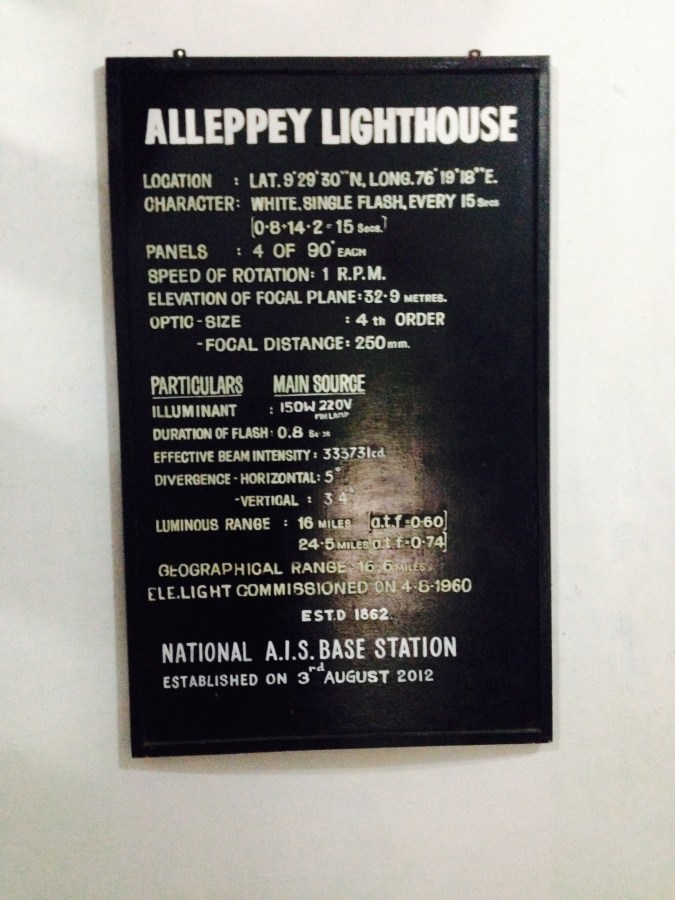 ALLEPPEY LIGHTHOUSE
LOCATION : LAT. 9°29'30"N, LONG. 76°19'18"E.
CHARACTER: WHITE. SINGLE FLASH, EVERY 15 Secs
[0·8+14·2=15 Secs.]
PANELS : 4 OF 90° EACH
SPEED OF ROTATION: 1 R.P.M.
ELEVATION OF FOCAL PLANE: 32·9 METRES.
OPTIC - SIZE : 4 th ORDER
- FOCAL DISTANCE: 250 mm.
PARTICULARS MAIN SOURCE
ILLUMINANT : 150W 220V
DURATION OF FLASH: 0.8
EFFECTIVE BEAM INTENSITY: 333731cd.
DIVERGENCE - HORIZONTAL: 5°
-VERTICAL : 3.4°
LUMINOUS RANGE : 16 MILES [a.t.f=0·60]
24·5 MILES [a.t.f=0·74]
GEOGRAPHICAL RANGE- 16·6 MILES
ELE.LIGHT COMMISSIONED ON 4-8-1960
EST.D 1862
NATIONAL A.I.S. BASE STATION
ESTABLISHED ON 3rd AUGUST 2012